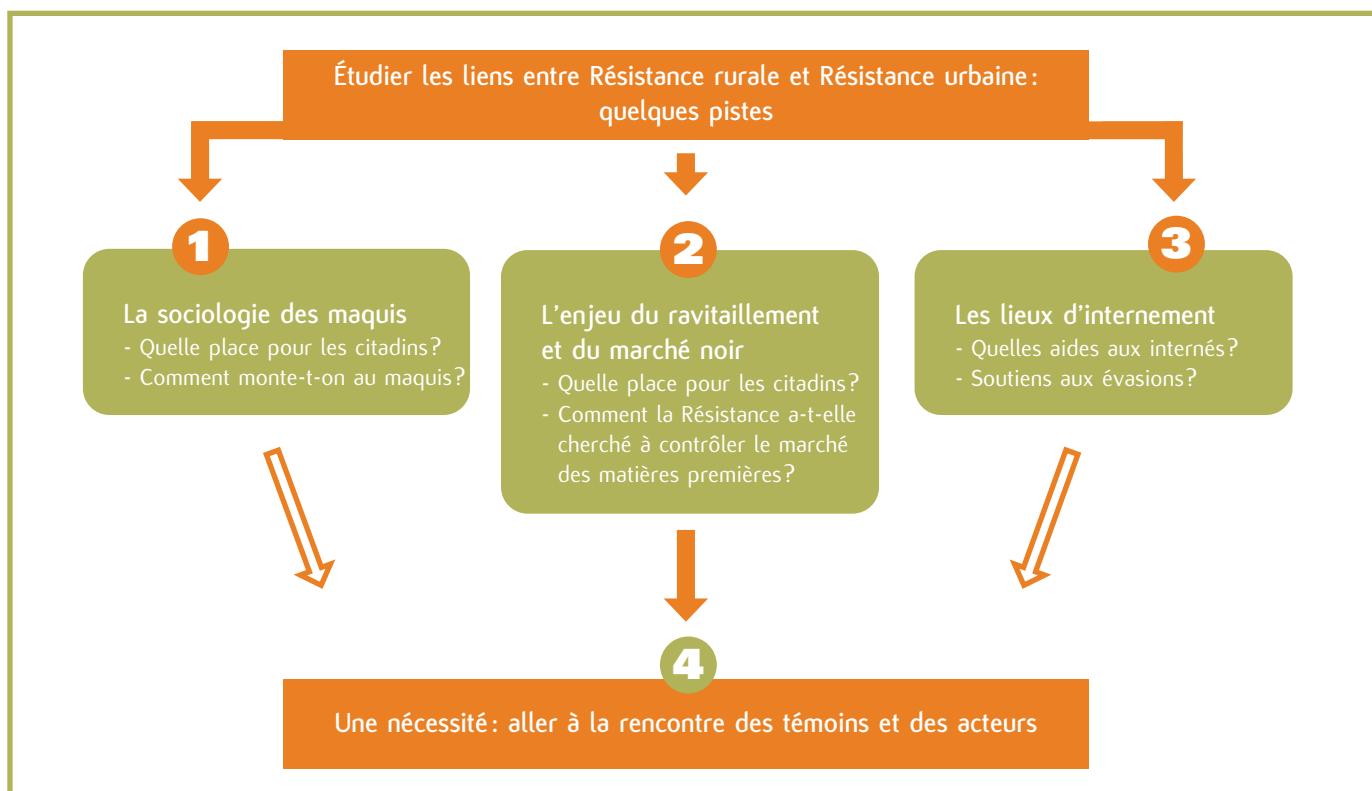 Étudier les liens entre Résistance rurale et Résistance urbaine :
quelques pistes
1
La sociologie des maquis
- Quelle place pour les citadins ?
- Comment monte-t-on au maquis ?
2
L'enjeu du ravitaillement
et du marché noir
- Quelle place pour les citadins ?
- Comment la Résistance a-t-elle
cherché à contrôler le marché
des matières premières ?
3
Les lieux d'internement
- Quelles aides aux internés ?
- Soutiens aux évasions ?
4
Une nécessité : aller à la rencontre des témoins et des acteurs